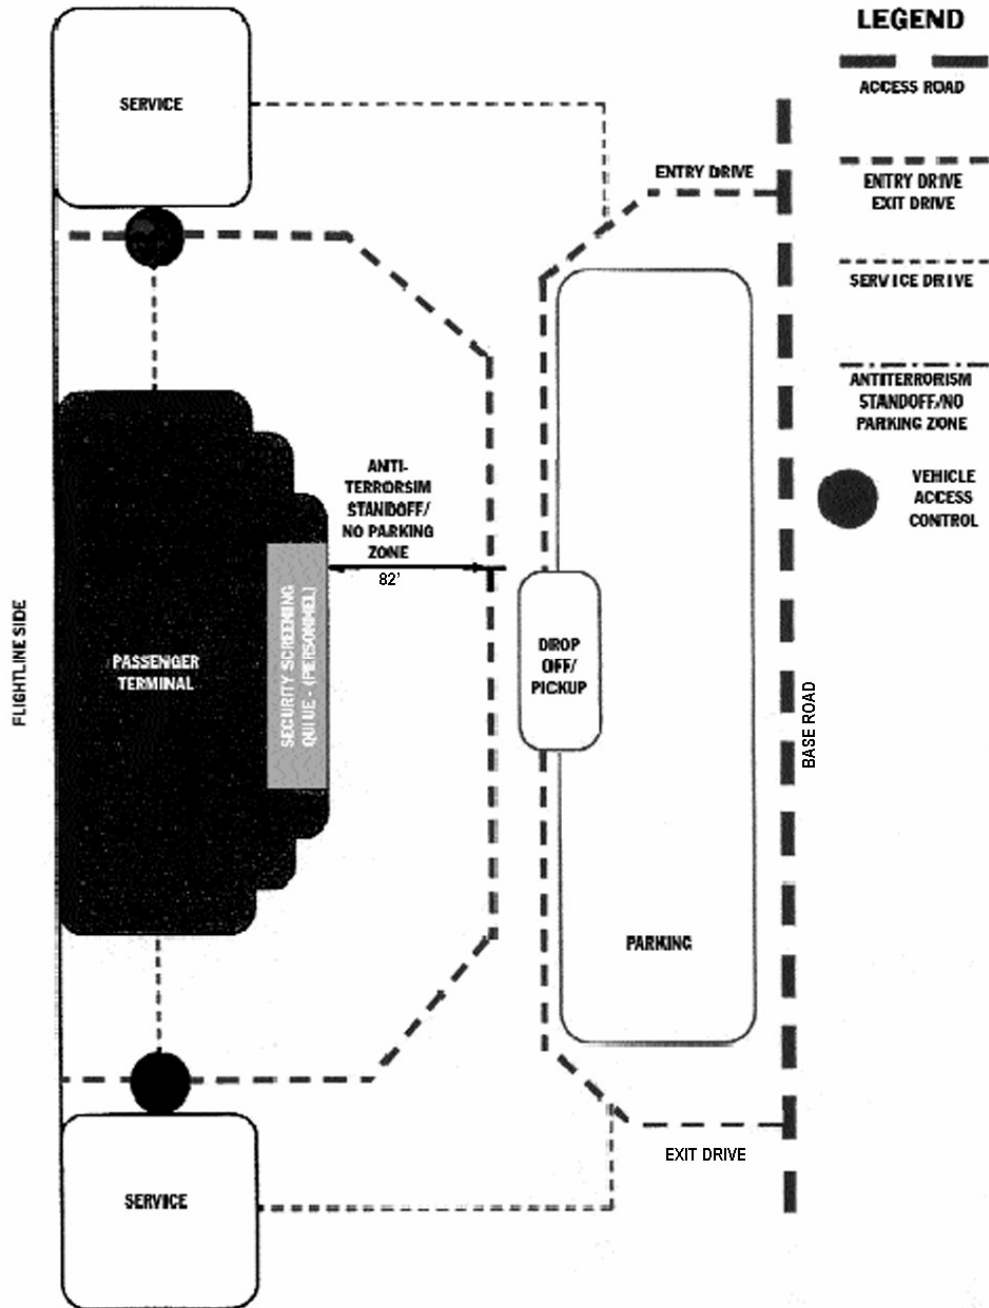 LEGEND
ACCESS ROAD
ENTRY DRIVE
EXIT DRIVE
SERVICE DRIVE
ANTITERRORISM
STANDOFF/NO
PARKING ZONE
VEHICLE
ACCESS
CONTROL
SERVICE
ENTRY DRIVE
ANTI-
TERRORSIM
STANDOFF/
NO PARKING
ZONE
82'
FLIGHTLINE SIDE
PASSENGER
TERMINAL
SECURITY SCREENING
QUIUE - (PIERSONMEL)
DROP
OFF/
PICKUP
BASE ROAD
PARKING
EXIT DRIVE
SERVICE